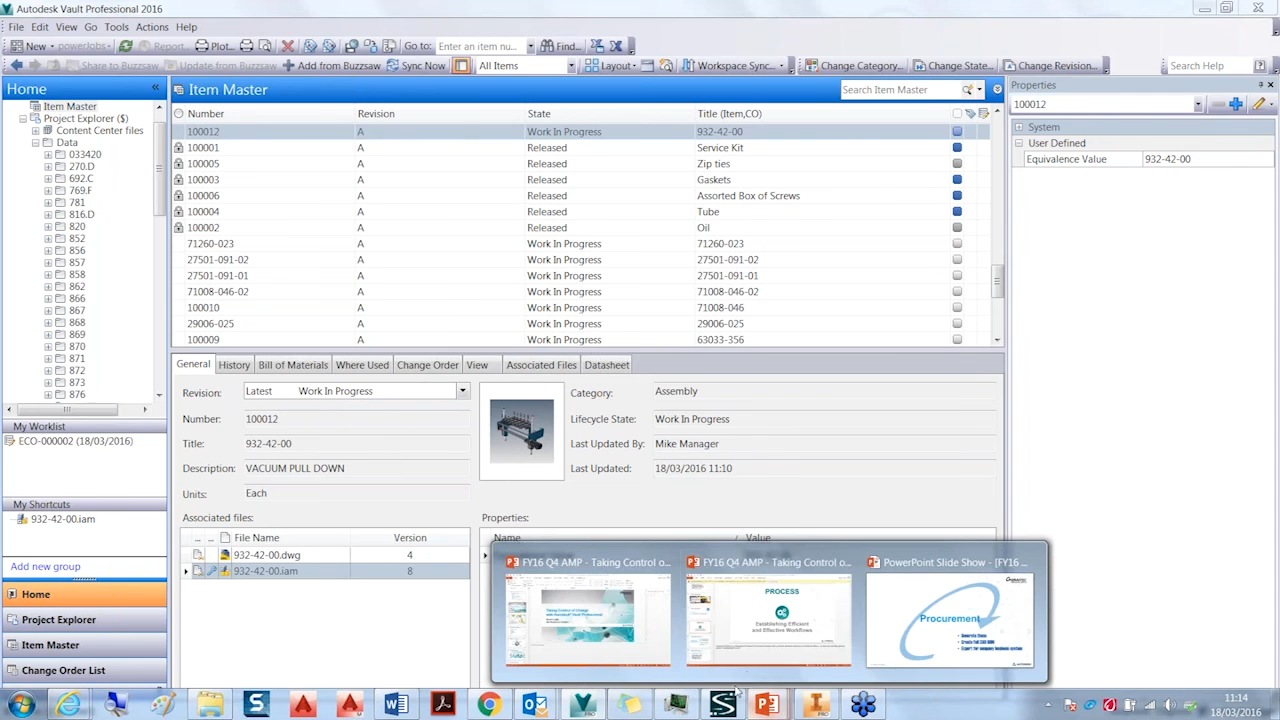 Autodesk Vault Professional 2016
File Edit View Go Tools Actions Help
New powerJobs Report... Plot... Go to: Enter an item nu... Find...
Share to Buzzsaw Update from Buzzsaw Add from Buzzsaw Sync Now All Items Layout Workspace Sync... Change Category... Change State... Change Revision... Search Help
Home
Item Master
Project Explorer ($)
Content Center files
Data
033420
270.D
692.C
769.F
781
816.D
820
852
856
857
858
862
866
867
868
869
870
871
872
873
876
My Worklist
ECO-000002 (18/03/2016)
My Shortcuts
932-42-00.iam
Add new group
Home
Project Explorer
Item Master
Change Order List
Item Master
Search Item Master
Number Revision State Title (Item,CO)
100012 A Work In Progress 932-42-00
100001 A Released Service Kit
100005 A Released Zip ties
100003 A Released Gaskets
100006 A Released Assorted Box of Screws
100004 A Released Tube
100002 A Released Oil
71260-023 A Work In Progress 71260-023
27501-091-02 A Work In Progress 27501-091-02
27501-091-01 A Work In Progress 27501-091-01
71008-046-02 A Work In Progress 71008-046-02
100010 A Work In Progress 71008-046
29006-025 A Work In Progress 29006-025
100009 A Work In Progress 63033-356
General History Bill of Materials Where Used Change Order View Associated Files Datasheet
Revision: Latest Work In Progress
Number: 100012
Title: 932-42-00
Description: VACUUM PULL DOWN
Units: Each
Category: Assembly
Lifecycle State: Work In Progress
Last Updated By: Mike Manager
Last Updated: 18/03/2016 11:10
Associated files:
File Name Version
932-42-00.dwg 4
932-42-00.iam 8
Properties:
Name Value
Properties
100012
System
User Defined
Equivalence Value 932-42-00
FY16 Q4 AMP - Taking Control o...
Taking Control of Change
with Autodesk Vault Professional
FY16 Q4 AMP - Taking Control o...
PROCESS
Establishing Efficient
and Effective Workflows
PowerPoint Slide Show - [FY16 ...
Procurement
11:14
18/03/2016